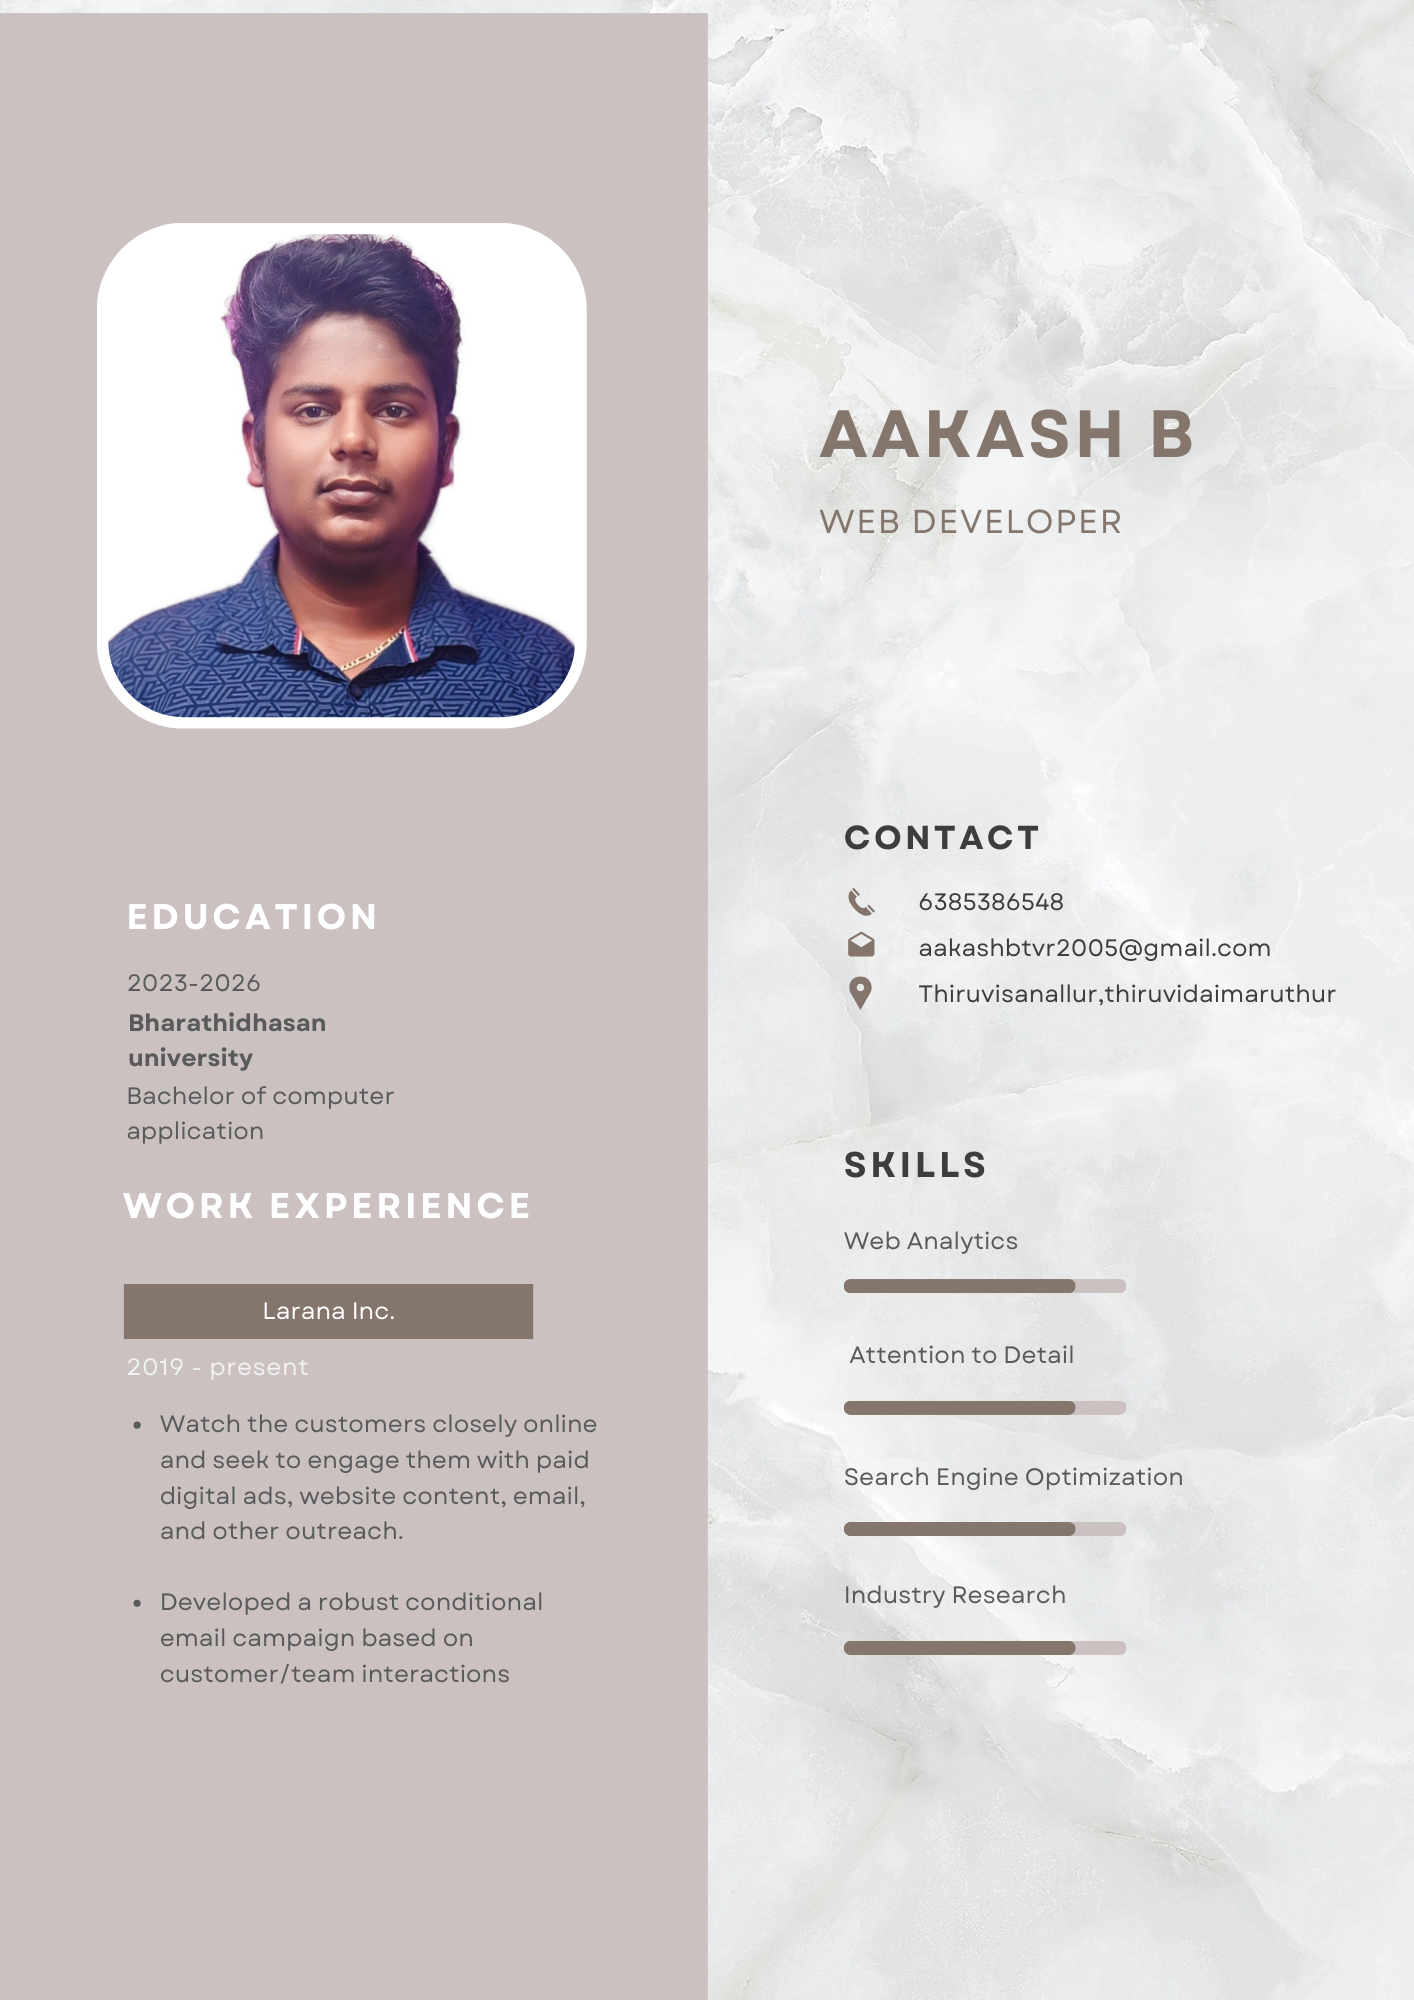 AAKASH B
WEB DEVELOPER
EDUCATION
2023-2026
Bharathidhasan
university
Bachelor of computer
application
WORK EXPERIENCE
Larana Inc.
2019 - present
• Watch the customers closely online
and seek to engage them with paid
digital ads, website content, email,
and other outreach.
• Developed a robust conditional
email campaign based on
customer/team interactions
CONTACT
6385386548
aakashbtvr2005@gmail.com
Thiruvisanallur,thiruvidaimaruthur
SKILLS
Web Analytics
Attention to Detail
Search Engine Optimization
Industry Research